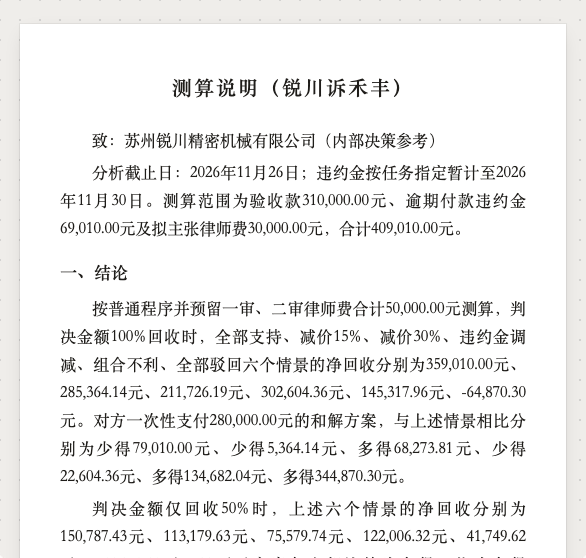 测算说明（锐川诉禾丰）
致：苏州锐川精密机械有限公司（内部决策参考）
分析截止日：2026年11月26日；违约金按任务指定暂计至2026
年11月30日。测算范围为验收款310,000.00元、逾期付款违约金
69,010.00元及拟主张律师费30,000.00元，合计409,010.00元。
一、结论
按普通程序并预留一审、二审律师费合计50,000.00元测算，判
决金额100%回收时，全部支持、减价15%、减价30%、违约金调
减、组合不利、全部驳回六个情景的净回收分别为359,010.00元、
285,364.14元、211,726.19元、302,604.36元、145,317.96元、-64,870.30
元。对方一次性支付280,000.00元的和解方案，与上述情景相比分
别为少得79,010.00元、少得5,364.14元、多得68,273.81元、少得
22,604.36元、多得134,682.04元、多得344,870.30元。
判决金额仅回收50%时，上述六个情景的净回收分别为
150,787.43元、113,179.63元、75,579.74元、122,006.32元、41,749.62